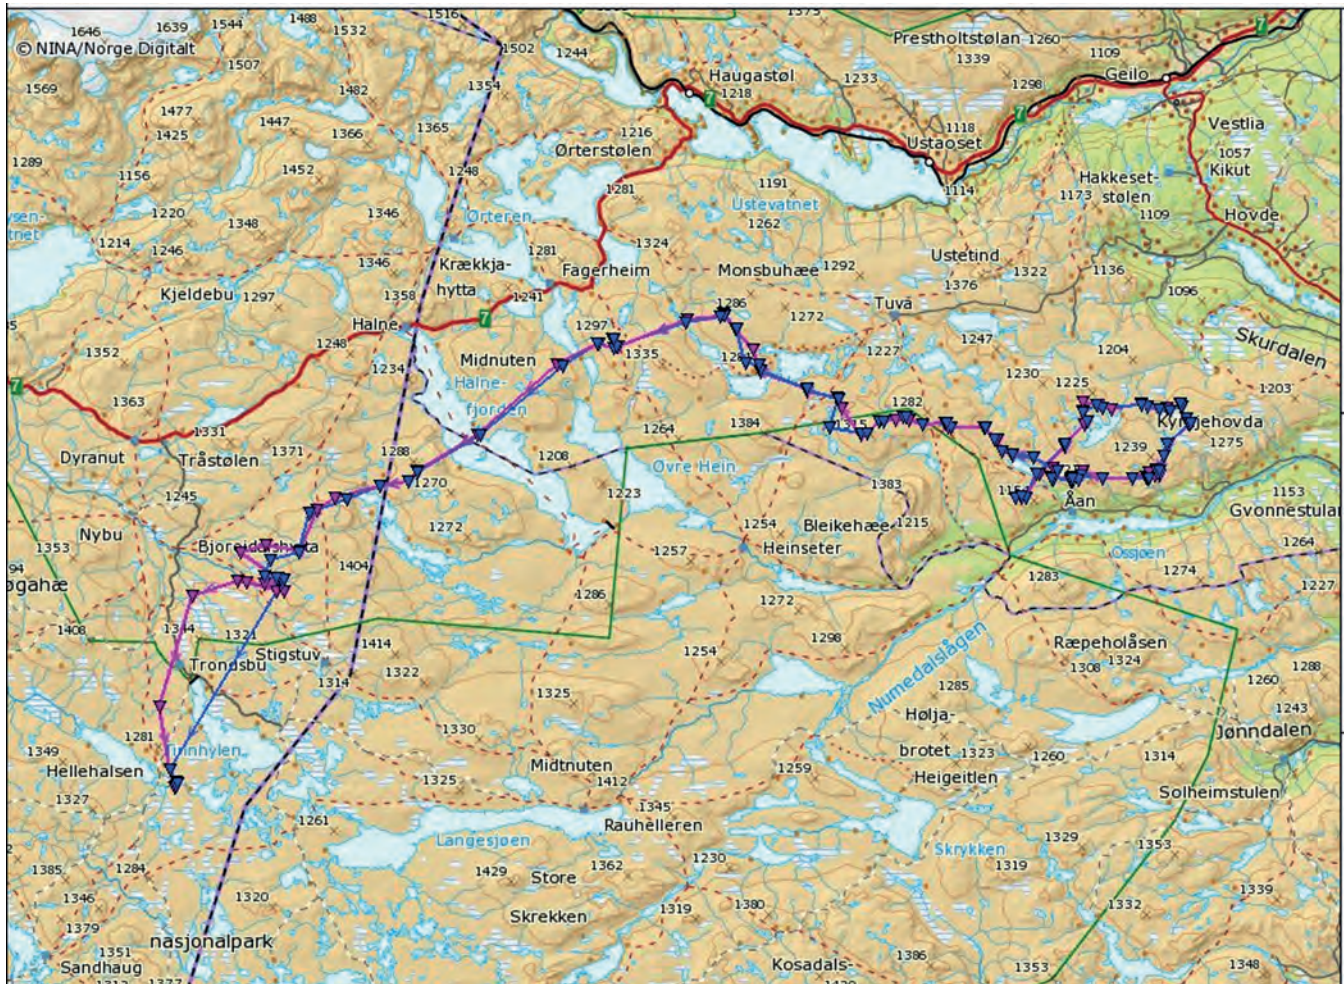 © NINA/Norge Digitalt
1646
1639
1544
1488
1532
1516
1502
1244
1373
Prestholtstølan
1260
1109
1339
1298
Geilo
7
1507
1569
1477
1425
1482
1447
1366
1354
1365
Haugastøl
1218
7
1233
7
1118
Ustaoset
1114
Vestlia
1057
Kikut
1289
1156
1452
1248
1216
Ørterstølen
1281
1191
Ustevatnet
1262
Hakkeset-
stølen
1173
1109
Hovde
1220
1348
1346
Ørteren
1214
1246
1346
1281
1324
Krækkja-
hytta
Fagerheim
Monsbuhæe
1292
Ustetind
1322
1376
1136
1096
Kjeldebu
1297
1358
1241
7
Halne
1286
1272
Tuva
1247
Skurdalen
1352
1248
1234
Midnuten
1297
1335
1227
1204
1230
1225
1203
7
1363
Halne-
fjorden
1384
1282
1315
1331
1264
1239
1275
Dyranut
Tråstølen
1371
1288
1208
Øvre Hein
Åan
1270
1245
1223
1383
1153
Gvonnestulan
Nybu
1272
1254
Bleikehæe
1215
1353
Heinseter
Ossjøen
1264
1257
1404
1274
1283
1227
1286
1272
1408
1344
1321
1414
1298
Numedalslågen
Ræpeholåsen
Stigstuv
1254
1324
1308
1288
Trondsbu
1314
1322
1325
1285
1260
Hølja-
brotet
1243
1281
1330
Jønndalen
1349
Hellehalsen
Midtnuten
1323
1260
1314
1325
1412
1259
Heigeitlen
Solheimstulen
1327
1345
1261
Rauhelleren
Langesjøen
1329
Skrykken
1353
1284
1385
1429
1362
1230
1319
Store
Skrekken
1346
1320
1319
1380
1332
1339
1379
nasjonalpark
1351
1386
Sandhaug
Kosadals-
1353
1348
1377